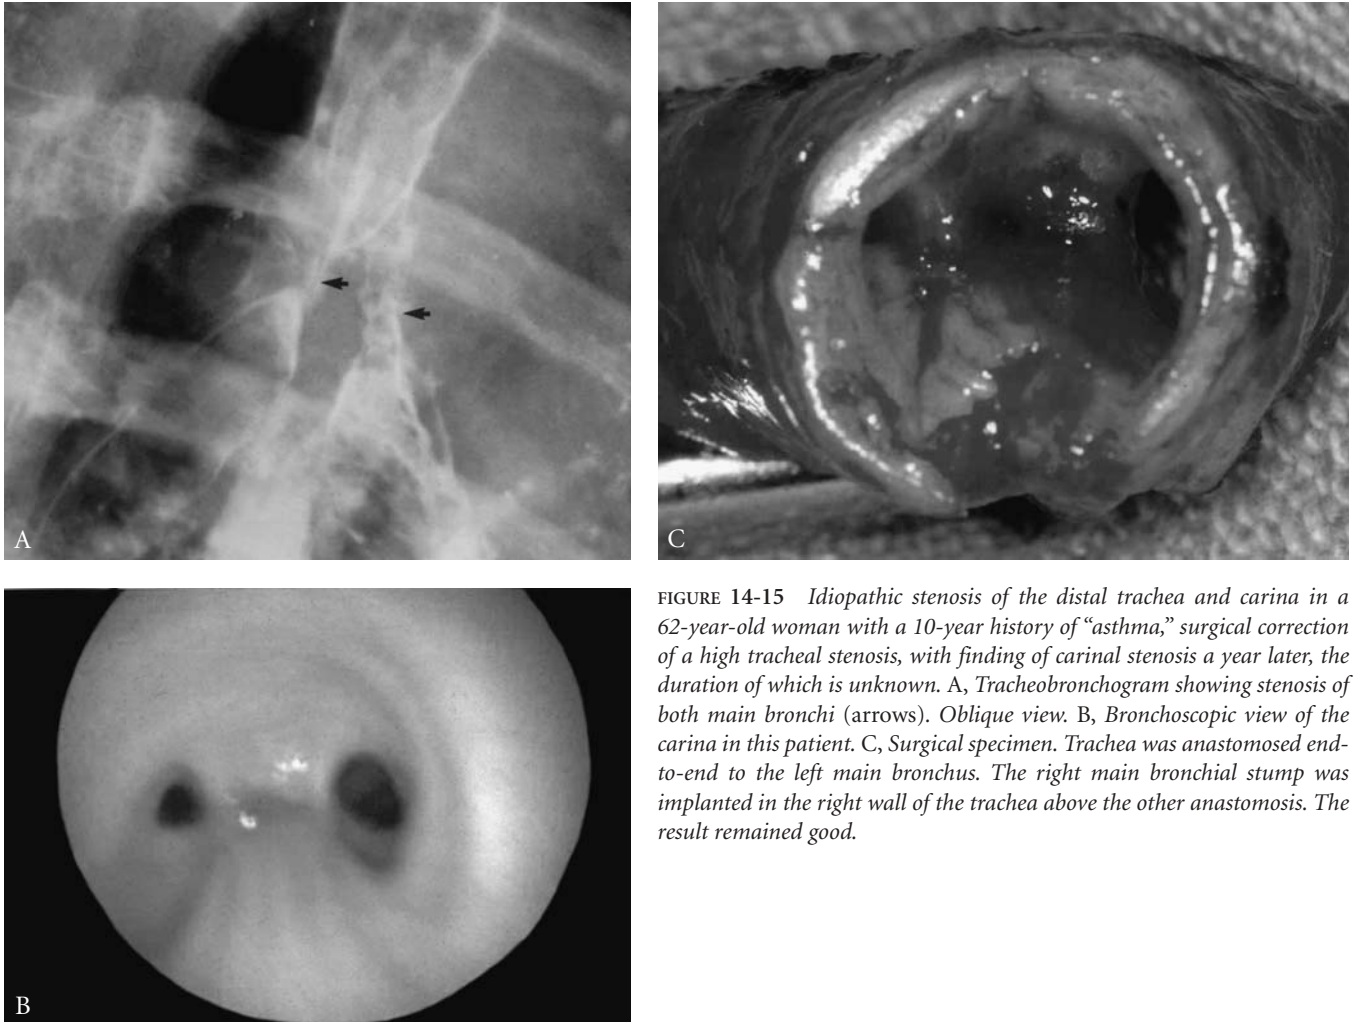 A
C
B
FIGURE 14-15 Idiopathic stenosis of the distal trachea and carina in a
62-year-old woman with a 10-year history of “asthma,” surgical correction
of a high tracheal stenosis, with finding of carinal stenosis a year later, the
duration of which is unknown. A, Tracheobronchogram showing stenosis of
both main bronchi (arrows). Oblique view. B, Bronchoscopic view of the
carina in this patient. C, Surgical specimen. Trachea was anastomosed end-
to-end to the left main bronchus. The right main bronchial stump was
implanted in the right wall of the trachea above the other anastomosis. The
result remained good.